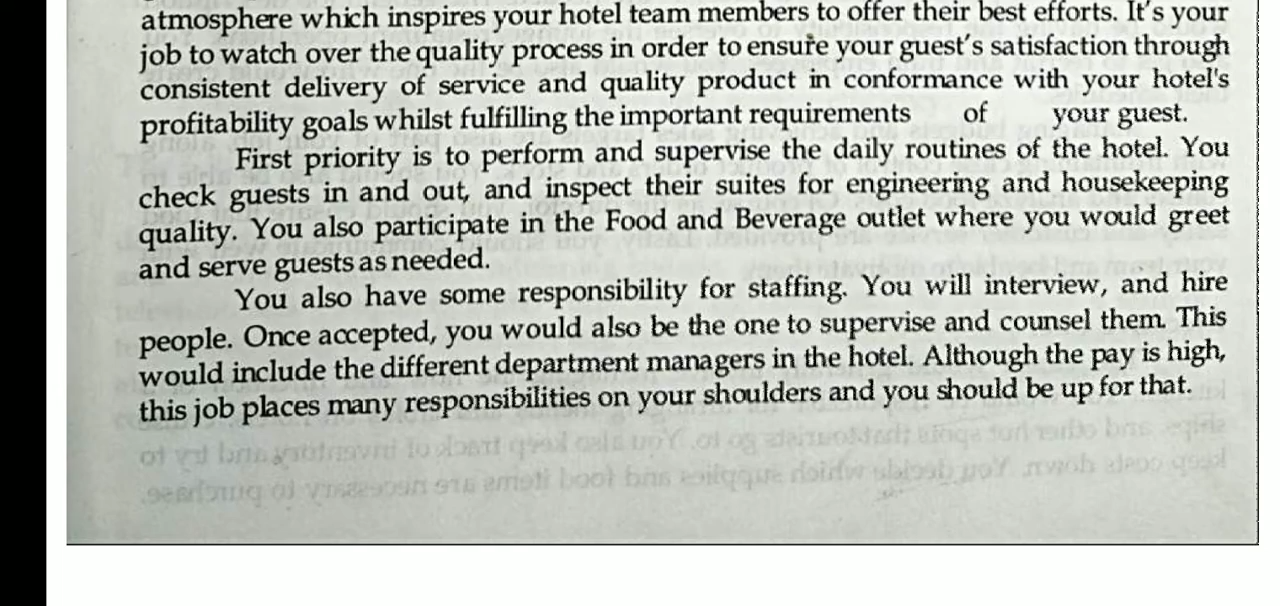 atmosphere which inspires your hotel team members to offer their best efforts. It's your
job to watch over the quality process in order to ensure your guest's satisfaction through
consistent delivery of service and quality product in conformance with your hotel's
profitability goals whilst fulfilling the important requirements of your guest.
First priority is to perform and supervise the daily routines of the hotel. You
check guests in and out, and inspect their suites for engineering and housekeeping
quality. You also participate in the Food and Beverage outlet where you would greet
and serve guests as needed.
You also have some responsibility for staffing. You will interview, and hire
people. Once accepted, you would also be the one to supervise and counsel them. This
would include the different department managers in the hotel. Although the pay is high,
this job places many responsibilities on your shoulders and you should be up for that.